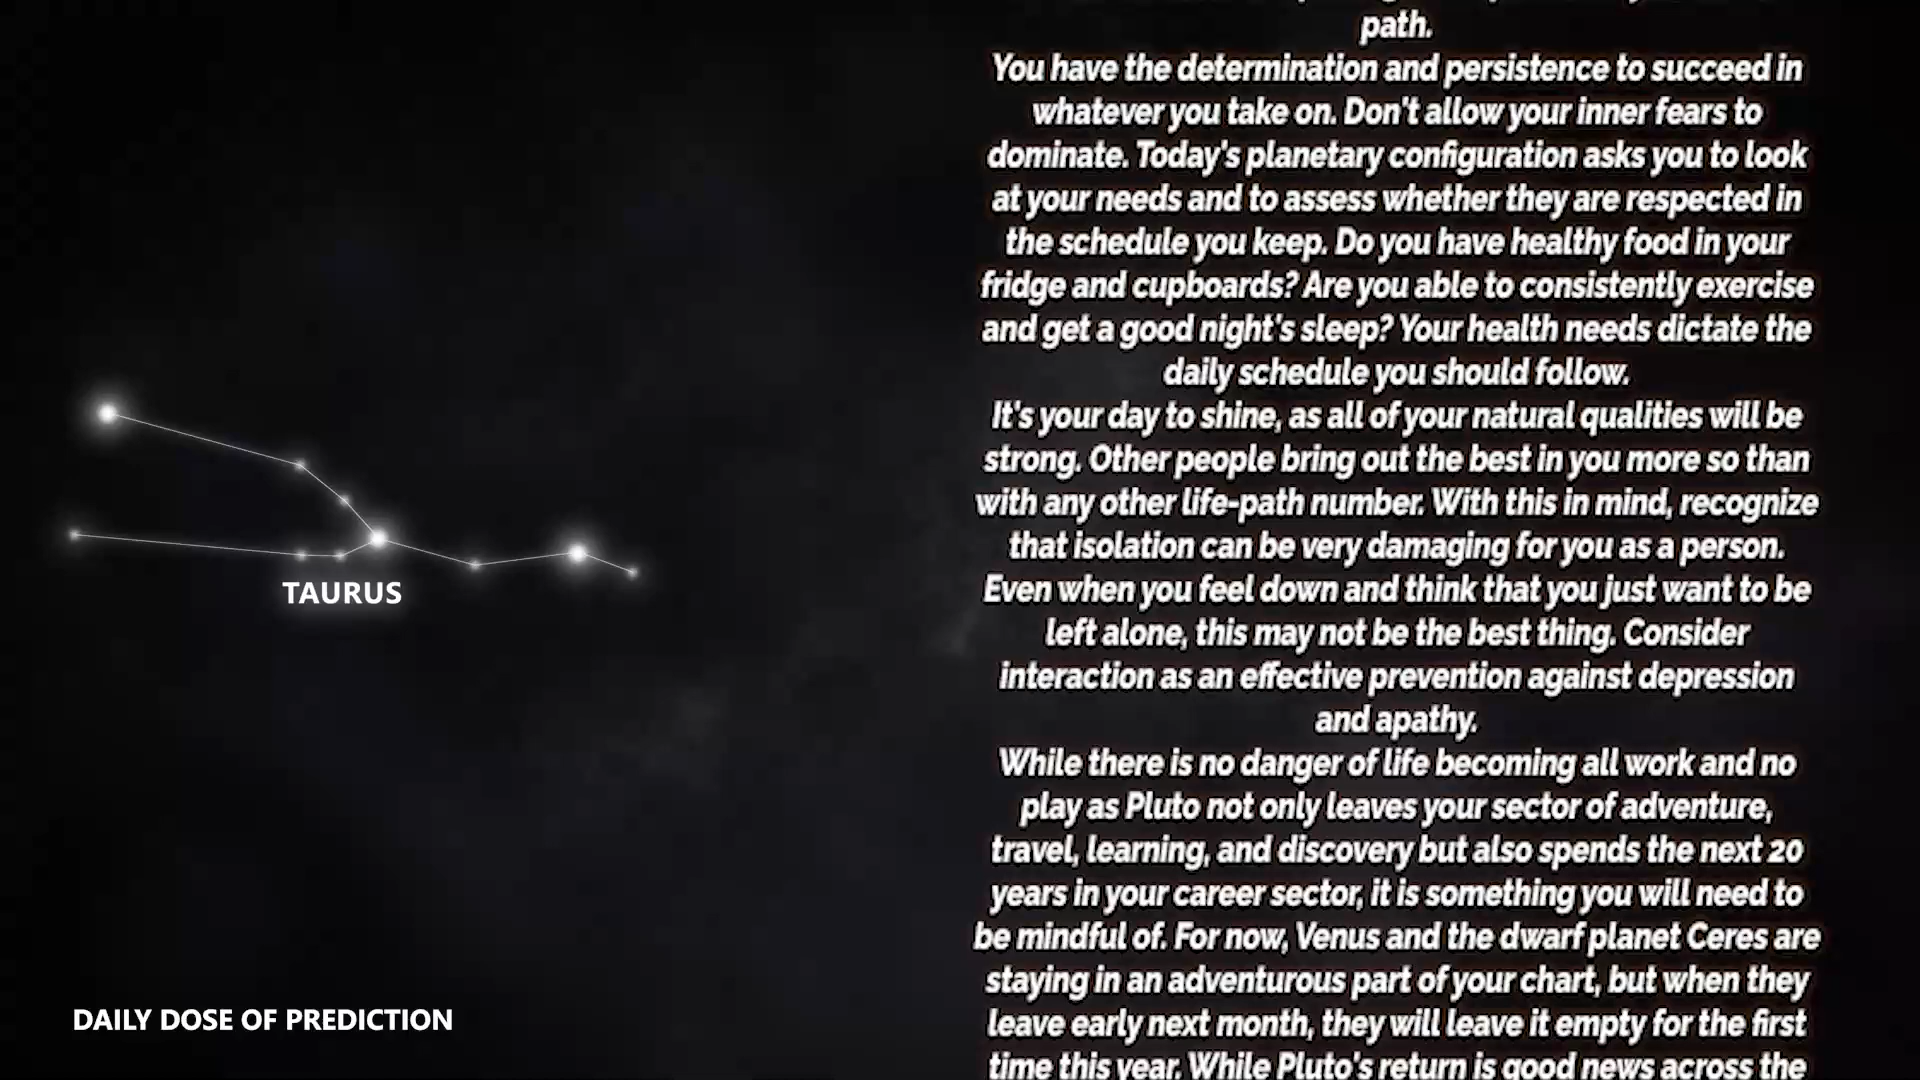 path.
You have the determination and persistence to succeed in
whatever you take on. Don't allow your inner fears to
dominate. Today's planetary configuration asks you to look
at your needs and to assess whether they are respected in
the schedule you keep. Do you have healthy food in your
fridge and cupboards? Are you able to consistently exercise
and get a good night's sleep? Your health needs dictate the
daily schedule you should follow.
It's your day to shine, as all of your natural qualities will be
strong. Other people bring out the best in you more so than
with any other life-path number. With this in mind, recognize
that isolation can be very damaging for you as a person.
Even when you feel down and think that you just want to be
left alone, this may not be the best thing. Consider
interaction as an effective prevention against depression
and apathy.
While there is no danger of life becoming all work and no
play as Pluto not only leaves your sector of adventure,
travel, learning, and discovery but also spends the next 20
years in your career sector, it is something you will need to
be mindful of. For now, Venus and the dwarf planet Ceres are
staying in an adventurous part of your chart, but when they
leave early next month, they will leave it empty for the first
time this year. While Pluto's return is good news across the
TAURUS
DAILY DOSE OF PREDICTION